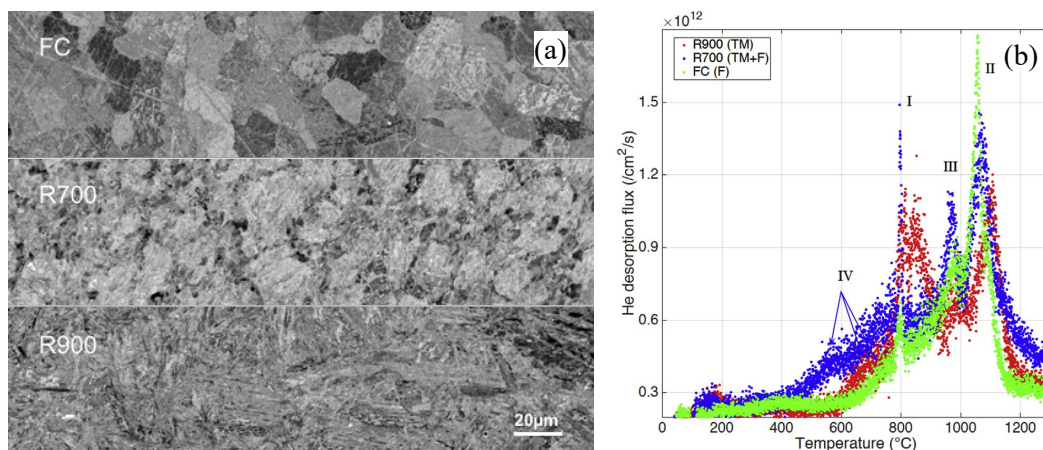 FC
(a)
R700
R900
20µm
x10¹²
R900 (TM)
R700 (TM+F)
FC (F)
(b)
I
II
III
IV
1.5
1.2
0.9
0.6
0.3
He desorption flux (/cm²/s)
0 200 400 600 800 1000 1200
Temperature (°C)